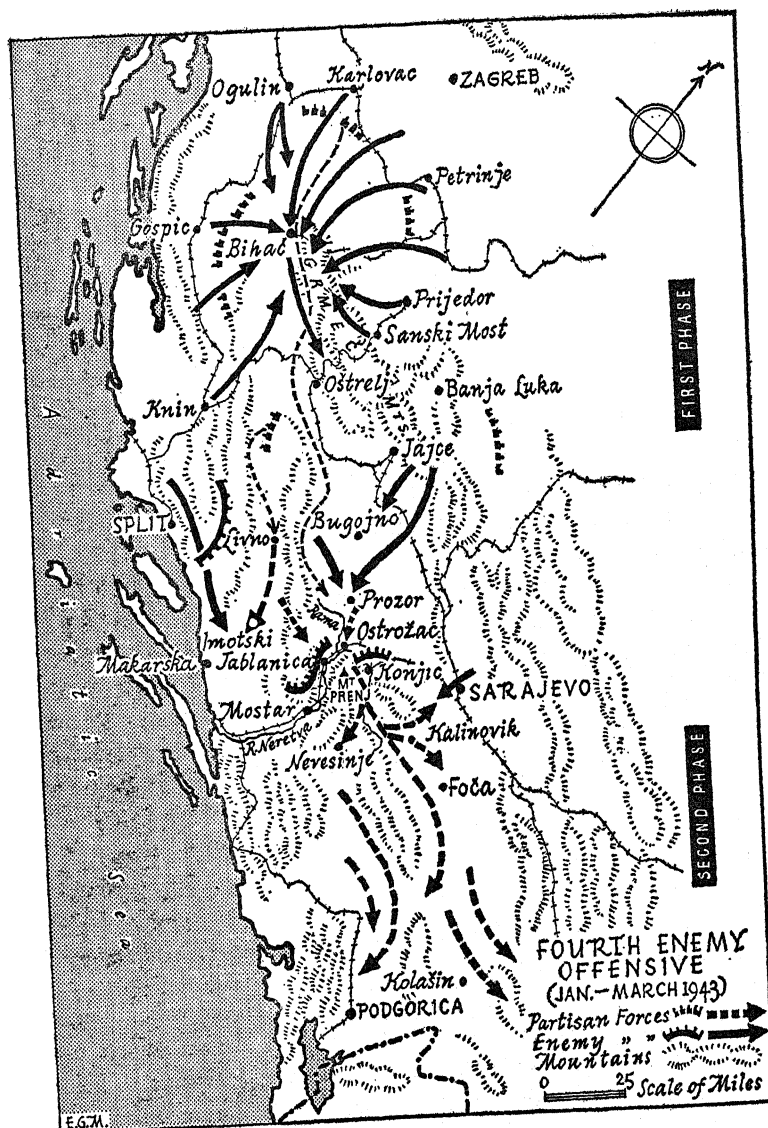 Ogulin
Karlovac
ZAGREB
N
Petrinje
Gospic
Bihać
GRMEČ MTS
Prijedor
Sanski Most
FIRST PHASE
Oštrelj
Banja Luka
Knin
Jajce
Adriatic Sea
SPLIT
Livno
Bugojno
Prozor
Rama
Ostrožac
Imotski
Makarska
Jablanica
Konjic
MT PRENJ
SARAJEVO
Mostar
R. Neretva
Kalinovik
Nevesinje
Foča
SECOND PHASE
FOURTH ENEMY
OFFENSIVE
(JAN.–MARCH 1943)
Kolašin
PODGORICA
Partisan Forces
Enemy " "
Mountains
0 25 Scale of Miles
E.G.M.